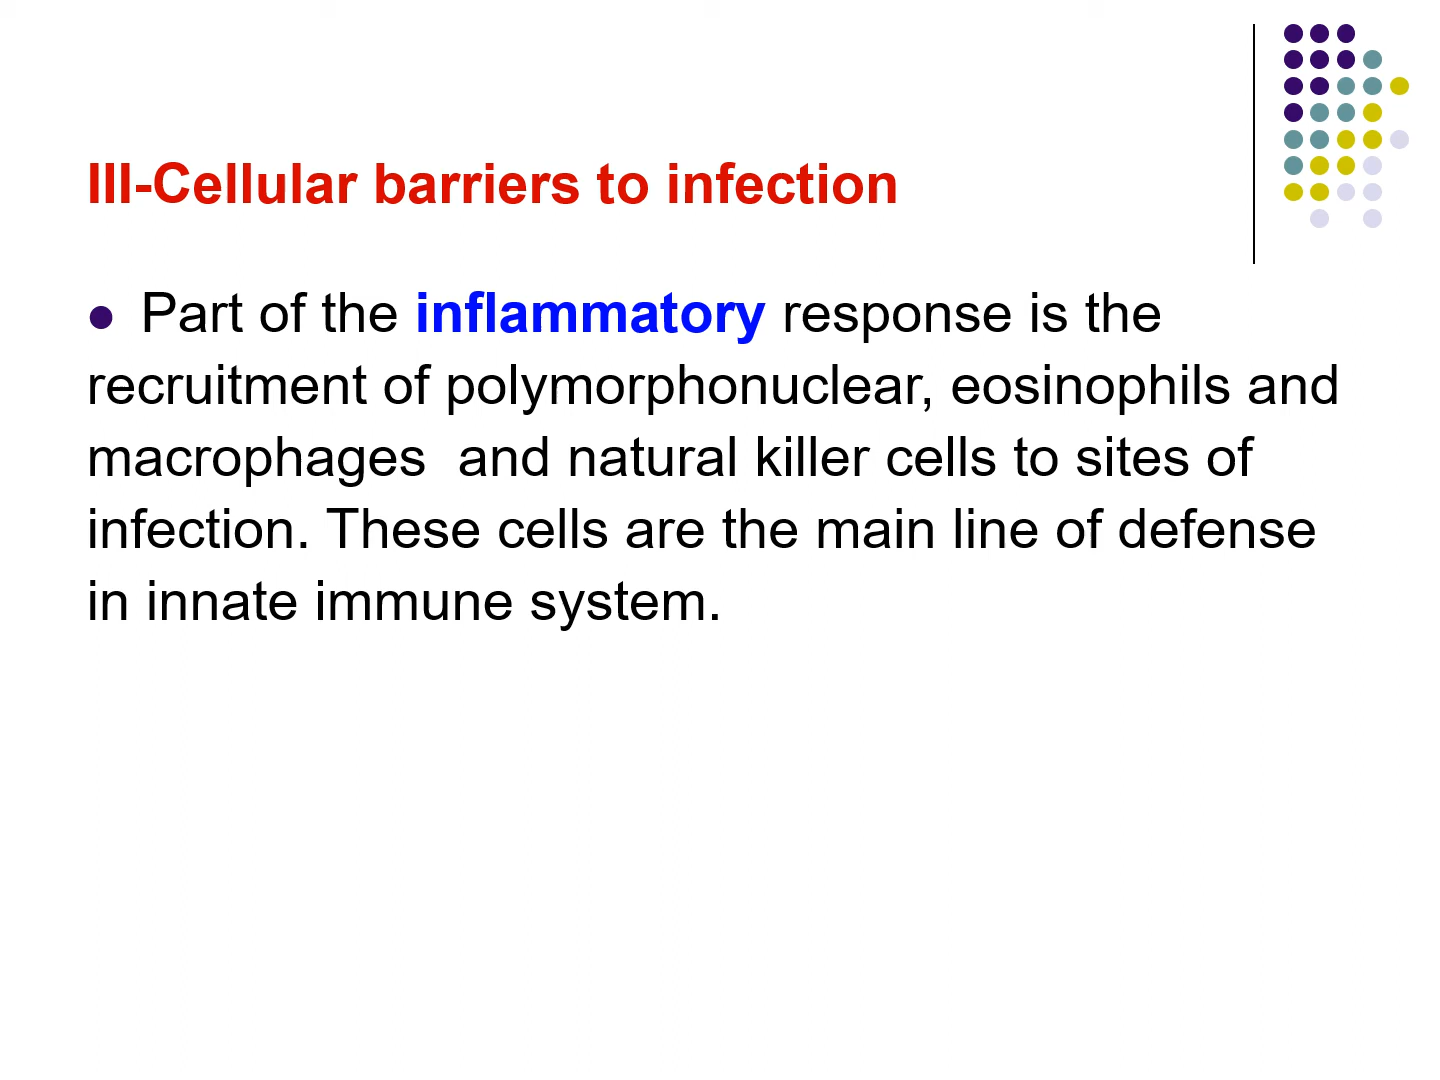 III-Cellular barriers to infection
● Part of the inflammatory response is the
recruitment of polymorphonuclear, eosinophils and
macrophages  and natural killer cells to sites of
infection. These cells are the main line of defense
in innate immune system.